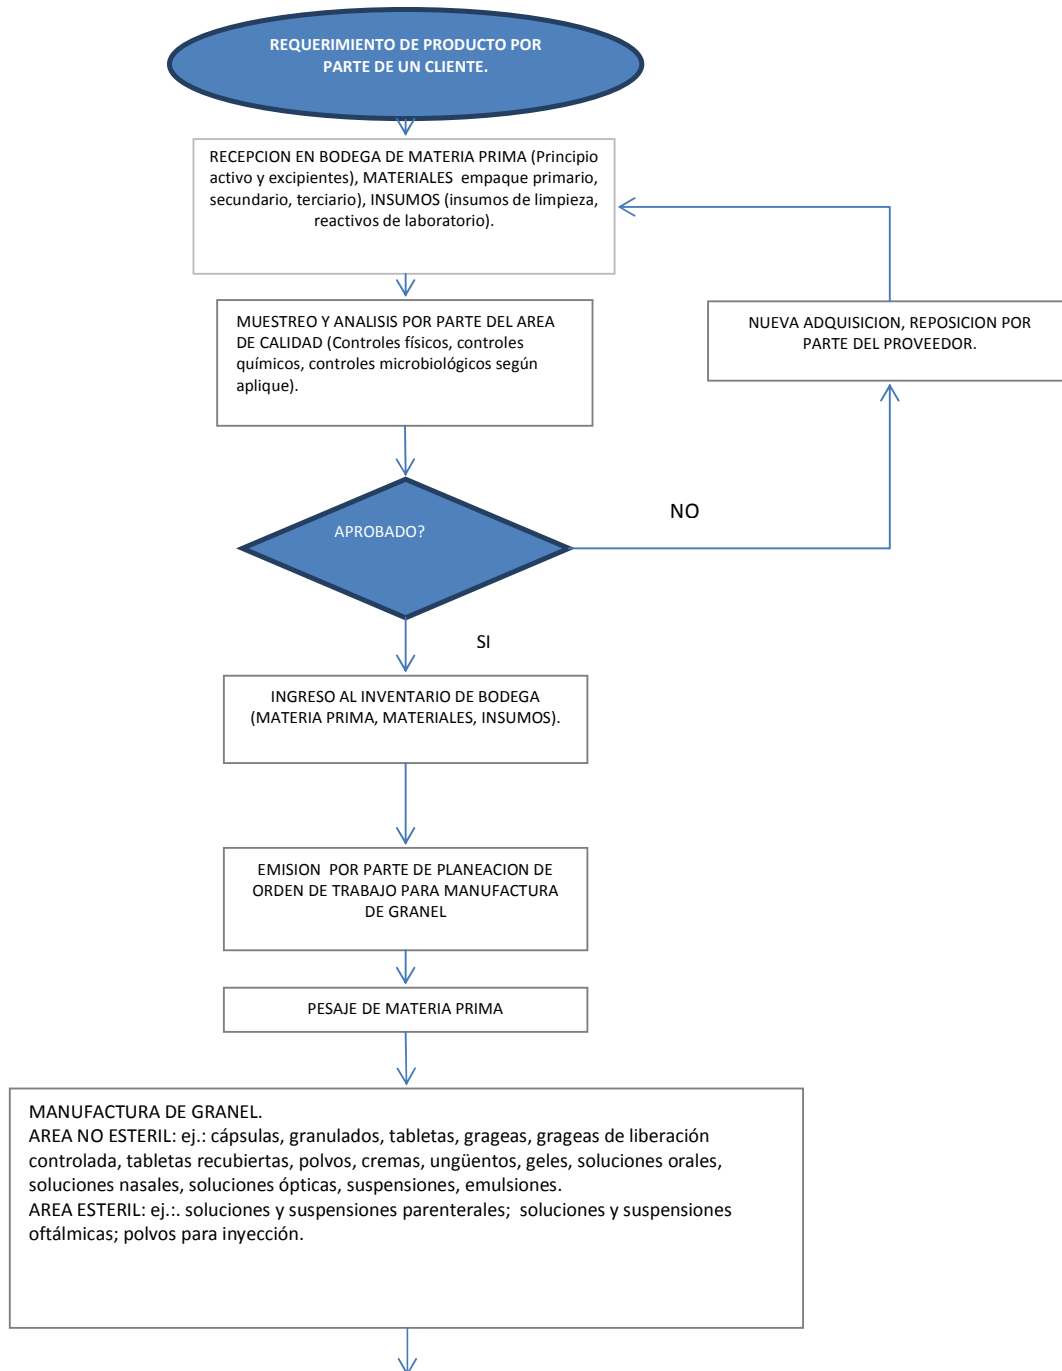 REQUERIMIENTO DE PRODUCTO POR
PARTE DE UN CLIENTE.
RECEPCION EN BODEGA DE MATERIA PRIMA (Principio
activo y excipientes), MATERIALES empaque primario,
secundario, terciario), INSUMOS (insumos de limpieza,
reactivos de laboratorio).
MUESTREO Y ANALISIS POR PARTE DEL AREA
DE CALIDAD (Controles físicos, controles
químicos, controles microbiológicos según
aplique).
NUEVA ADQUISICION, REPOSICION POR
PARTE DEL PROVEEDOR.
APROBADO?
NO
SI
INGRESO AL INVENTARIO DE BODEGA
(MATERIA PRIMA, MATERIALES, INSUMOS).
EMISION POR PARTE DE PLANEACION DE
ORDEN DE TRABAJO PARA MANUFACTURA
DE GRANEL
PESAJE DE MATERIA PRIMA
MANUFACTURA DE GRANEL.
AREA NO ESTERIL: ej.: cápsulas, granulados, tabletas, grageas, grageas de liberación
controlada, tabletas recubiertas, polvos, cremas, ungüentos, geles, soluciones orales,
soluciones nasales, soluciones ópticas, suspensiones, emulsiones.
AREA ESTERIL: ej.:. soluciones y suspensiones parenterales; soluciones y suspensiones
oftálmicas; polvos para inyección.